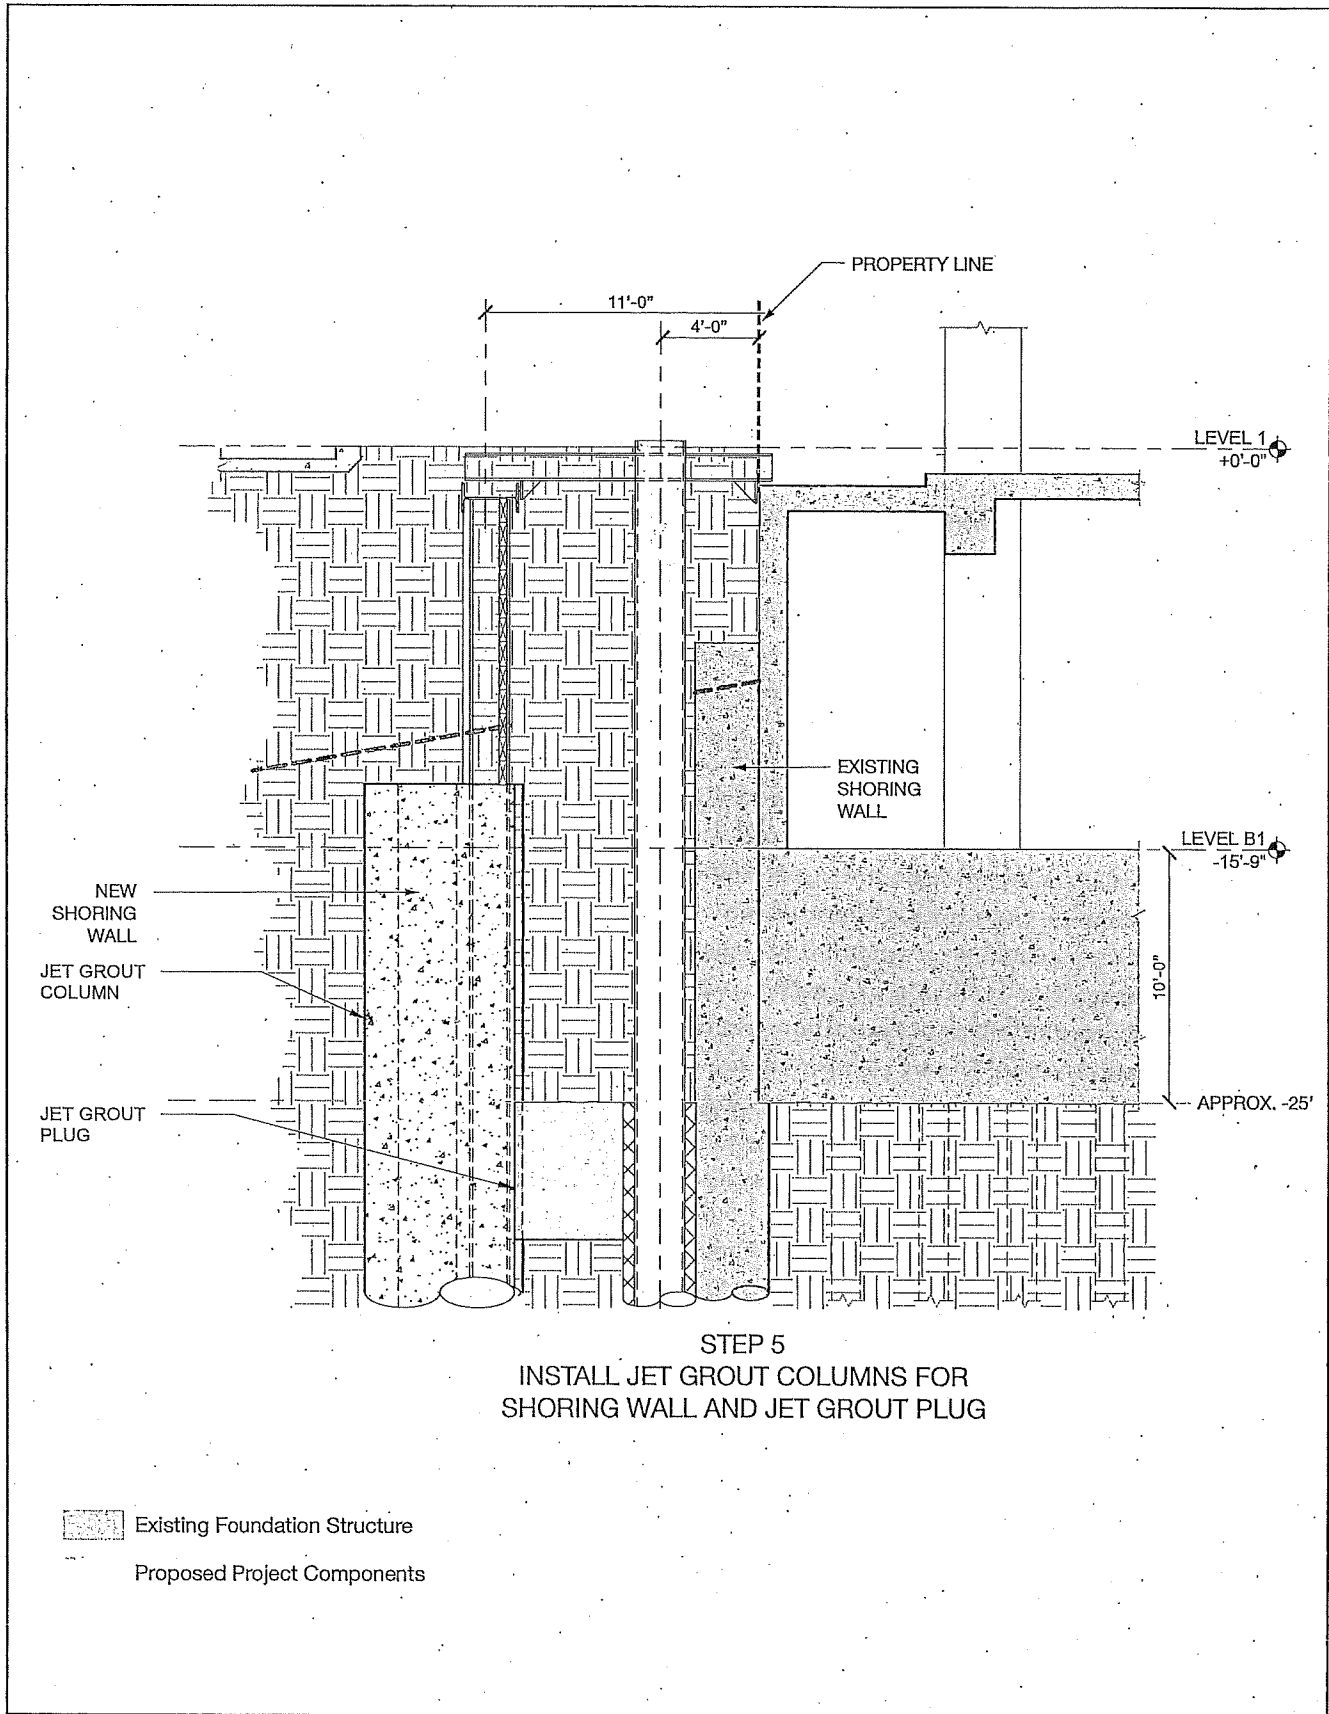 PROPERTY LINE
11'-0"
4'-0"
LEVEL 1
+0'-0"
EXISTING
SHORING
WALL
LEVEL B1
-15'-9"
NEW
SHORING
WALL
JET GROUT
COLUMN
10'-0"
JET GROUT
PLUG
APPROX. -25'
STEP 5
INSTALL JET GROUT COLUMNS FOR
SHORING WALL AND JET GROUT PLUG
Existing Foundation Structure
Proposed Project Components